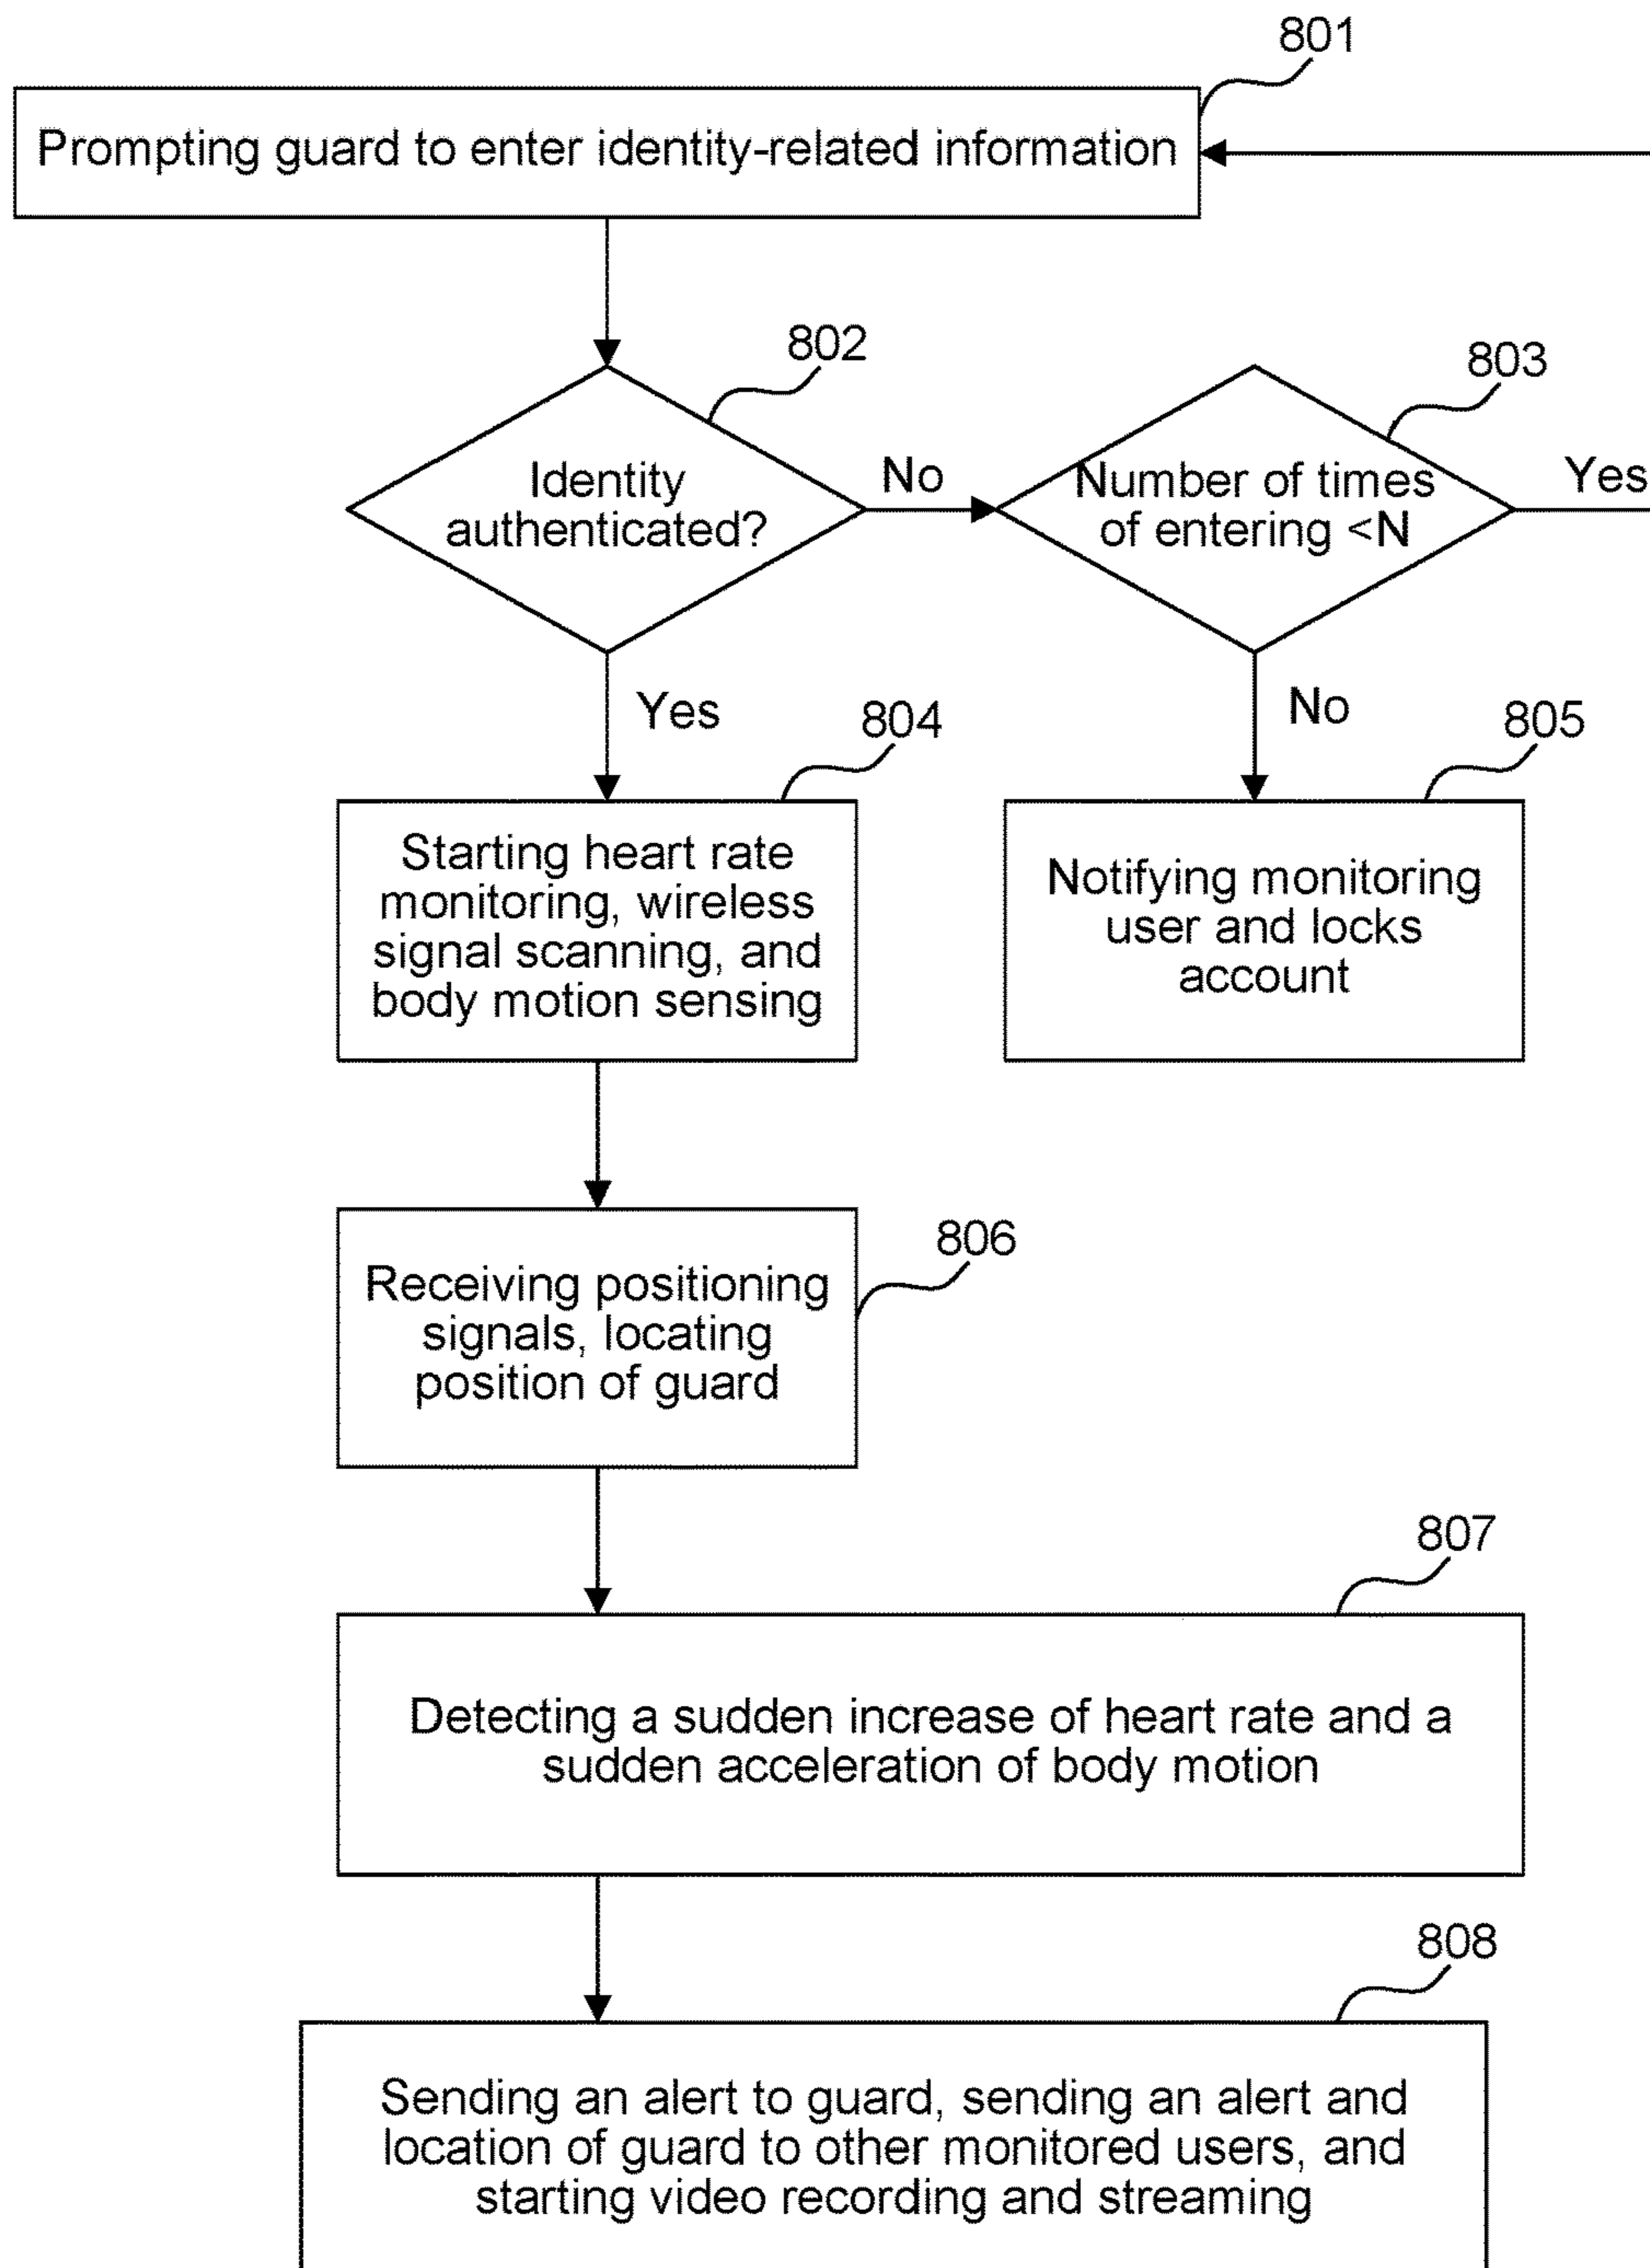 801
Prompting guard to enter identity-related information
802
803
Identity
authenticated?
No
Number of times
of entering <N
Yes
Yes
No
804
805
Starting heart rate
monitoring, wireless
signal scanning, and
body motion sensing
Notifying monitoring
user and locks
account
806
Receiving positioning
signals, locating
position of guard
807
Detecting a sudden increase of heart rate and a
sudden acceleration of body motion
808
Sending an alert to guard, sending an alert and
location of guard to other monitored users, and
starting video recording and streaming